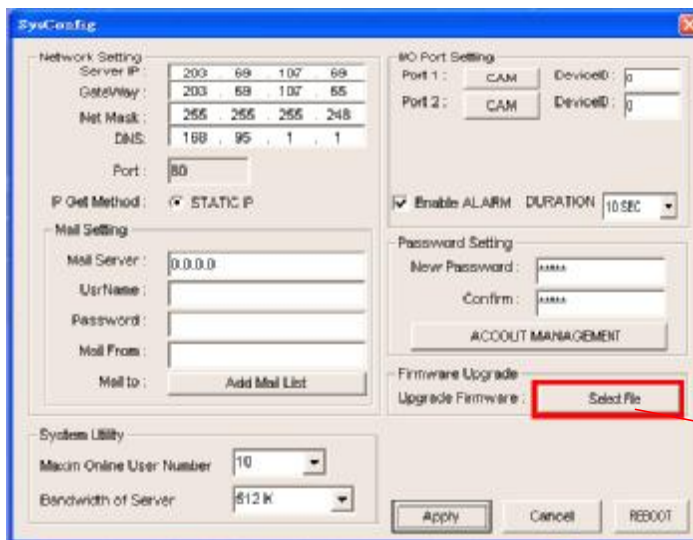 SysConfig
Network Setting
Server IP : 203 . 69 . 107 . 69
GateWay : 203 . 69 . 107 . 65
Net Mask : 255 . 255 . 255 . 248
DNS: 168 . 95 . 1 . 1
Port : 80
IP Get Method : STATIC IP
Mail Setting
Mail Server : 0.0.0.0
UsrName :
Password :
Mail From :
Mail to : Add Mail List
System Utility
Maxim Online User Number 10
Bandwidth of Server 512 K
I/O Port Setting
Port 1 : CAM DeviceID : 0
Port 2 : CAM DeviceID : 0
Enable ALARM DURATION 10 SEC
Password Setting
New Password : *****
Confirm : *****
ACCOUT MANAGEMENT
Firmware Upgrade
Upgrade Firmware : Select File
Apply Cancel REBOOT